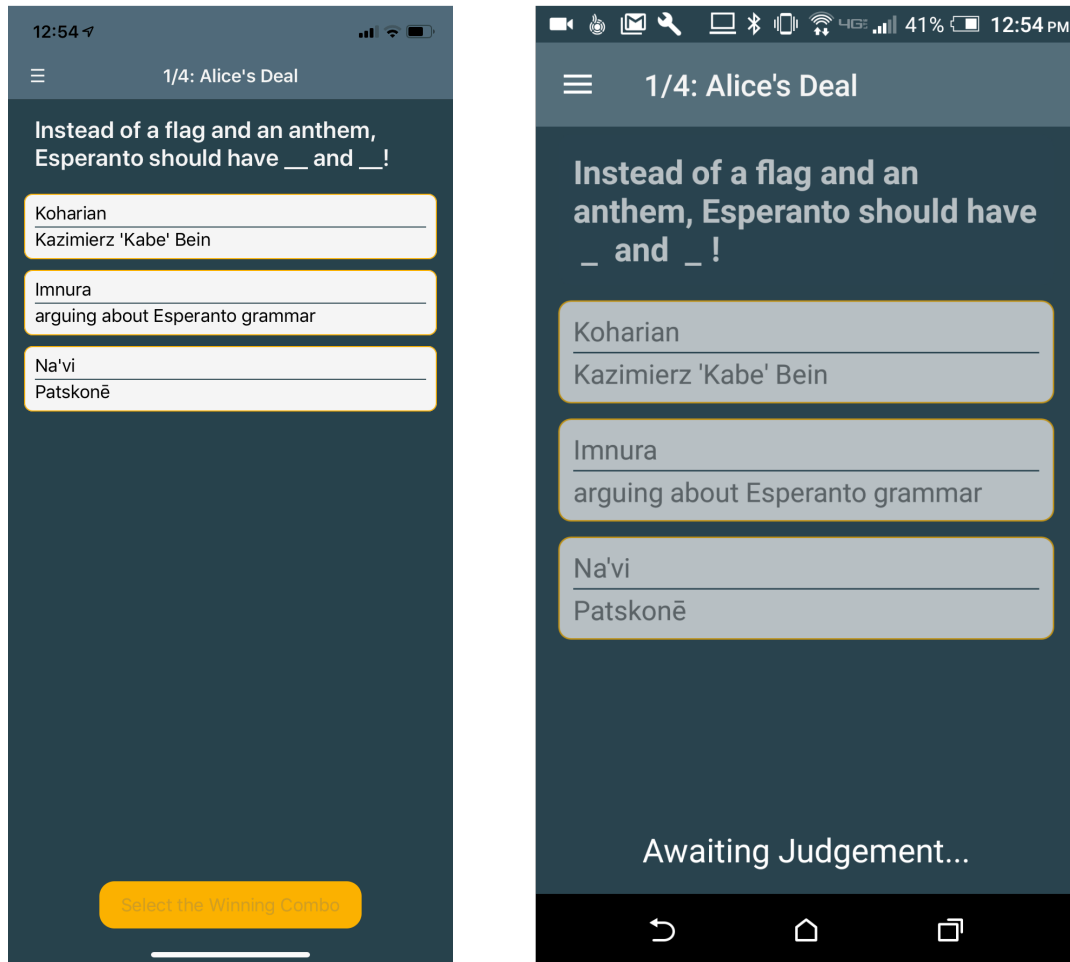 12:54
1/4: Alice's Deal
Instead of a flag and an anthem,
Esperanto should have __ and __!
Koharian
Kazimierz 'Kabe' Bein
Imnura
arguing about Esperanto grammar
Na'vi
Patskonē
Select the Winning Combo
4G 41% 12:54 PM
1/4: Alice's Deal
Instead of a flag and an
anthem, Esperanto should have
_ and _ !
Koharian
Kazimierz 'Kabe' Bein
Imnura
arguing about Esperanto grammar
Na'vi
Patskonē
Awaiting Judgement...